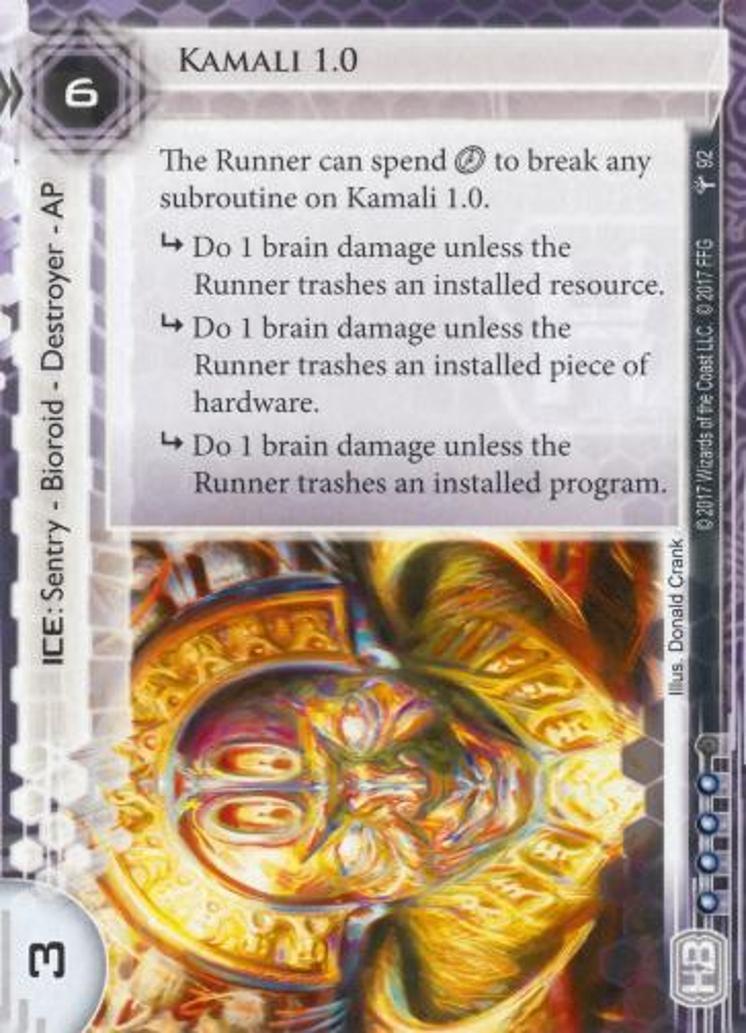 KAMALI 1.0
6
The Runner can spend to break any
subroutine on Kamali 1.0.
Do 1 brain damage unless the
Runner trashes an installed resource.
Do 1 brain damage unless the
Runner trashes an installed piece of
hardware.
Do 1 brain damage unless the
Runner trashes an installed program.
ICE: Sentry - Bioroid - Destroyer - AP
92
© 2017 Wizards of the Coast LLC. © 2017 FFG
Illus. Donald Crank
3
HB